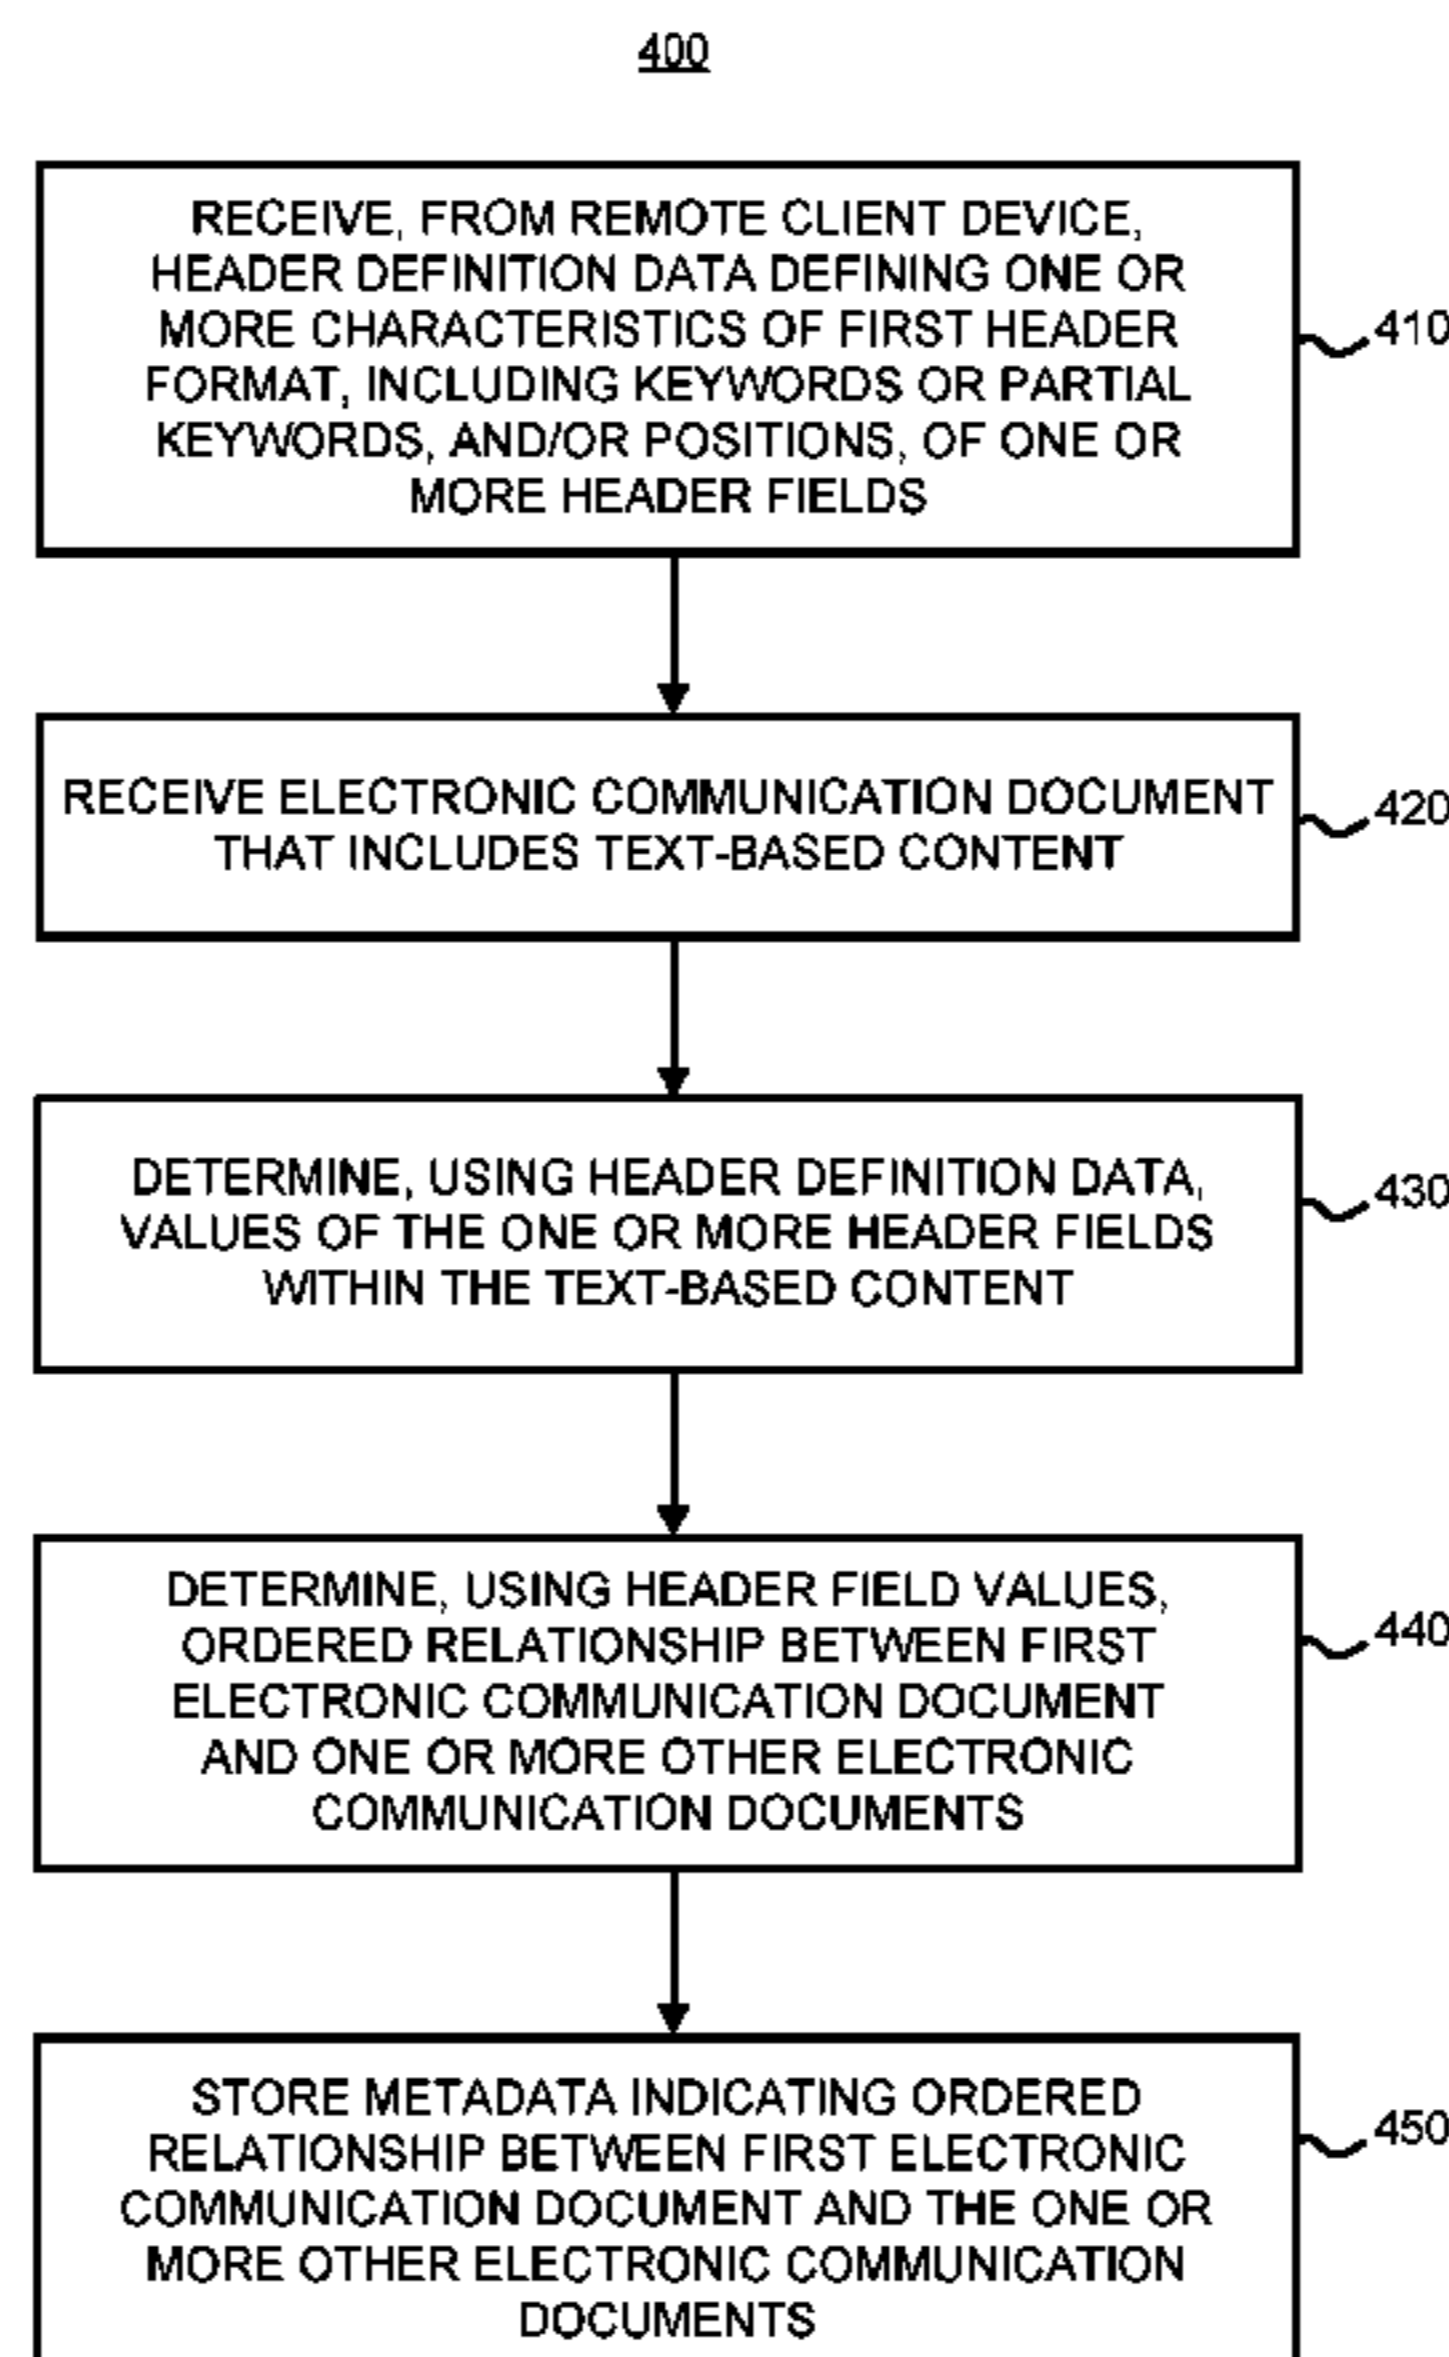 400
RECEIVE, FROM REMOTE CLIENT DEVICE,
HEADER DEFINITION DATA DEFINING ONE OR
MORE CHARACTERISTICS OF FIRST HEADER
FORMAT, INCLUDING KEYWORDS OR PARTIAL
KEYWORDS, AND/OR POSITIONS, OF ONE OR
MORE HEADER FIELDS
410
RECEIVE ELECTRONIC COMMUNICATION DOCUMENT
THAT INCLUDES TEXT-BASED CONTENT
420
DETERMINE, USING HEADER DEFINITION DATA,
VALUES OF THE ONE OR MORE HEADER FIELDS
WITHIN THE TEXT-BASED CONTENT
430
DETERMINE, USING HEADER FIELD VALUES,
ORDERED RELATIONSHIP BETWEEN FIRST
ELECTRONIC COMMUNICATION DOCUMENT
AND ONE OR MORE OTHER ELECTRONIC
COMMUNICATION DOCUMENTS
440
STORE METADATA INDICATING ORDERED
RELATIONSHIP BETWEEN FIRST ELECTRONIC
COMMUNICATION DOCUMENT AND THE ONE OR
MORE OTHER ELECTRONIC COMMUNICATION
DOCUMENTS
450